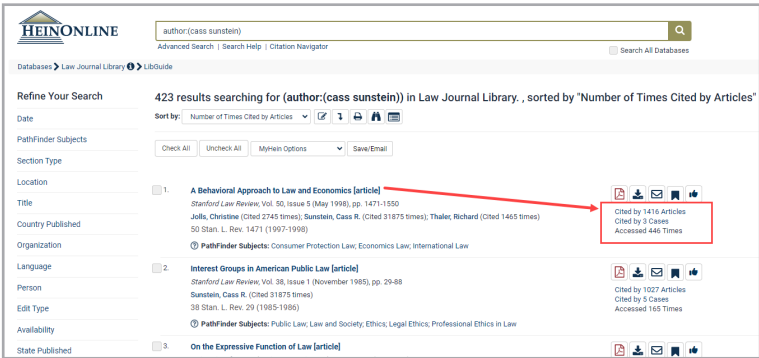 HEINONLINE
author:(cass sunstein)
Advanced Search | Search Help | Citation Navigator
Search All Databases
Databases > Law Journal Library > LibGuide
Refine Your Search
Date
PathFinder Subjects
Section Type
Location
Title
Country Published
Organization
Language
Person
Edit Type
Availability
State Published
423 results searching for (author:(cass sunstein)) in Law Journal Library. , sorted by "Number of Times Cited by Articles"
Sort by: Number of Times Cited by Articles
Check All Uncheck All MyHein Options Save/Email
1. A Behavioral Approach to Law and Economics [article]
Stanford Law Review, Vol. 50, Issue 5 (May 1998), pp. 1471-1550
Jolls, Christine (Cited 2745 times); Sunstein, Cass R. (Cited 31875 times); Thaler, Richard (Cited 1465 times)
50 Stan. L. Rev. 1471 (1997-1998)
PathFinder Subjects: Consumer Protection Law; Economics Law; International Law
Cited by 1416 Articles
Cited by 3 Cases
Accessed 446 Times
2. Interest Groups in American Public Law [article]
Stanford Law Review, Vol. 38, Issue 1 (November 1985), pp. 29-88
Sunstein, Cass R. (Cited 31875 times)
38 Stan. L. Rev. 29 (1985-1986)
PathFinder Subjects: Public Law; Law and Society; Ethics; Legal Ethics; Professional Ethics in Law
Cited by 1027 Articles
Cited by 5 Cases
Accessed 165 Times
3. On the Expressive Function of Law [article]